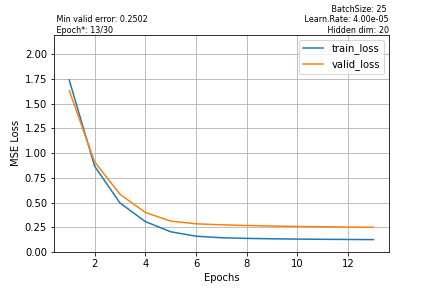 BatchSize: 25
Min valid error: 0.2502
Learn.Rate: 4.00e-05
Epoch*: 13/30
Hidden dim: 20
train_loss
valid_loss
2.00
1.75
1.50
1.25
1.00
0.75
0.50
0.25
0.00
MSE Loss
2 4 6 8 10 12
Epochs